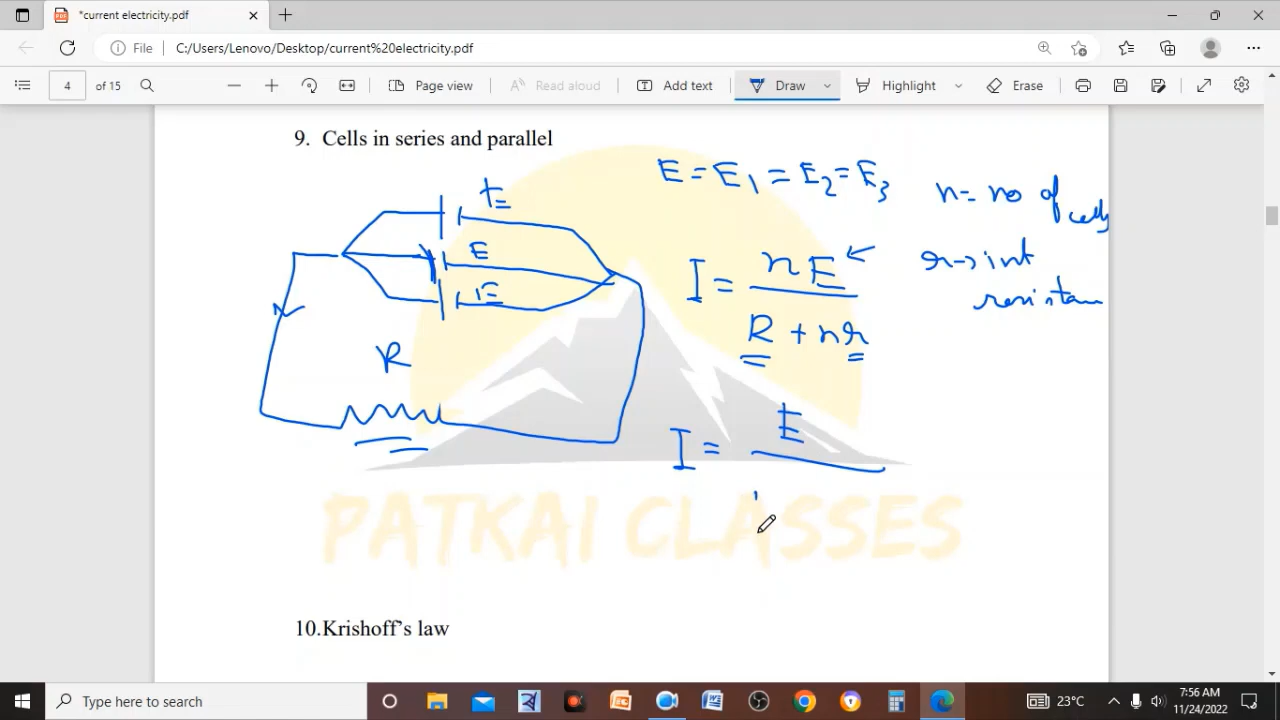 *current electricity.pdf
File
C:/Users/Lenovo/Desktop/current%20electricity.pdf
4 of 15
Page view
Read aloud
Add text
Draw
Highlight
Erase
9. Cells in series and parallel
E = E1 = E2 = E3
n = no of cells
E
E
E
I = nE / R + nr
r → int
resistan
R
I = E
PATKAI CLASSES
10.Krishoff's law
Type here to search
23°C
7:56 AM
11/24/2022